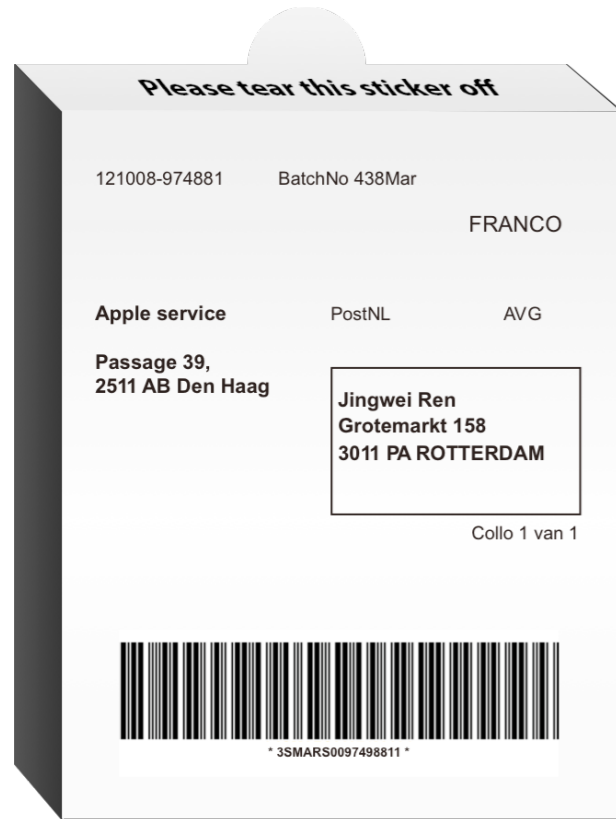 Please tear this sticker off
121008-974881 BatchNo 438Mar
FRANCO
Apple service PostNL AVG
Passage 39,
2511 AB Den Haag
Jingwei Ren
Grotemarkt 158
3011 PA ROTTERDAM
Collo 1 van 1
* 3SMARS0097498811 *